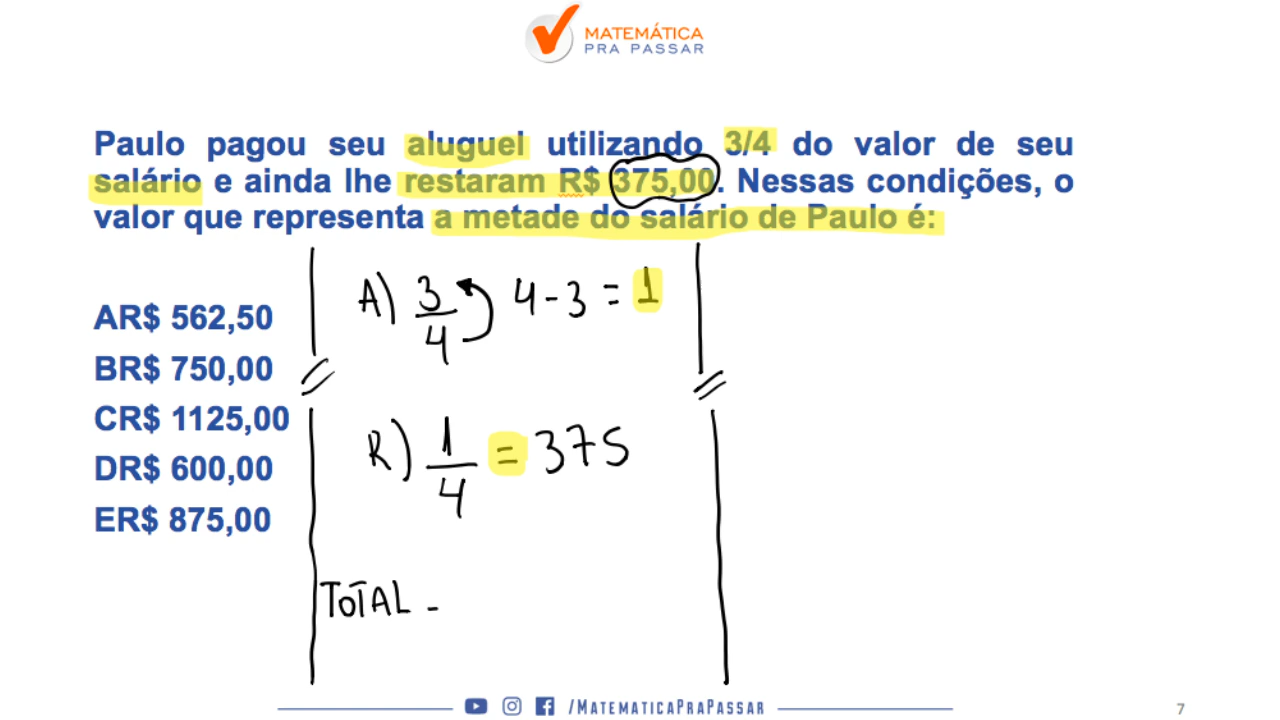 MATEMÁTICA
PRA PASSAR
Paulo pagou seu aluguel utilizando 3/4 do valor de seu
salário e ainda lhe restaram R$ 375,00. Nessas condições, o
valor que representa a metade do salário de Paulo é:
AR$ 562,50
BR$ 750,00
CR$ 1125,00
DR$ 600,00
ER$ 875,00
A) 3/4 4-3 = 1
R) 1/4 = 375
TOTAL -
/MATEMATICAPRAPASSAR
7